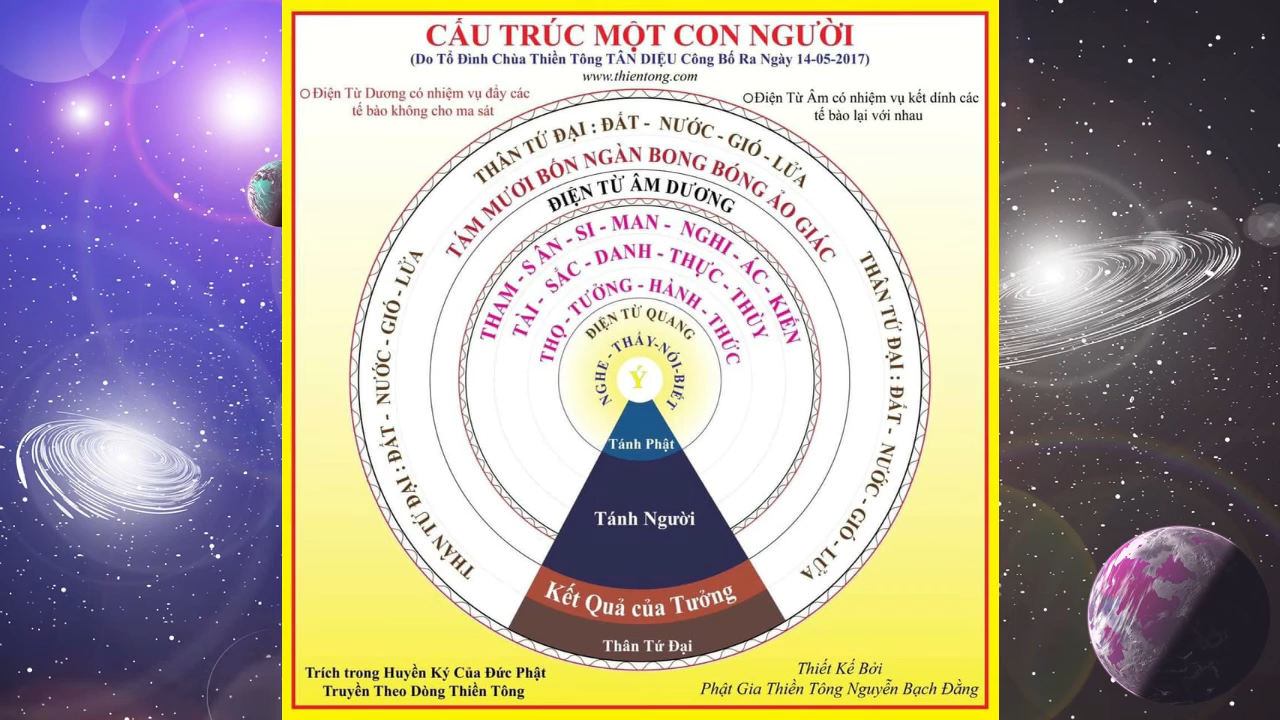 CẤU TRÚC MỘT CON NGƯỜI
(Do Tổ Đình Chùa Thiền Tông TÂN DIỆU Công Bố Ra Ngày 14-05-2017)
www.thientong.com
Điện Từ Dương có nhiệm vụ đẩy các
tế bào không cho ma sát
Điện Từ Âm có nhiệm vụ kết dính các
tế bào lại với nhau
THÂN TỨ ĐẠI : ĐẤT - NƯỚC - GIÓ - LỬA
TÁM MƯƠI BỐN NGÀN BONG BÓNG ẢO GIÁC
ĐIỆN TỪ ÂM DƯƠNG
THAM - SÂN - SI - MAN - NGHI - ÁC - KIẾN
TÀI - SẮC - DANH - THỰC - THÙY
THỌ - TƯỞNG - HÀNH - THỨC
ĐIỆN TỪ QUANG
NGHE - THẤY - NÓI - BIẾT
Ý
THÂN TỨ ĐẠI : ĐẤT - NƯỚC - GIÓ - LỬA
THÂN TỨ ĐẠI : ĐẤT - NƯỚC - GIÓ - LỬA
Tánh Phật
Tánh Người
Kết Quả của Tưởng
Thân Tứ Đại
Trích trong Huyền Ký Của Đức Phật
Truyền Theo Dòng Thiền Tông
Thiết Kế Bởi
Phật Gia Thiền Tông Nguyễn Bạch Đằng